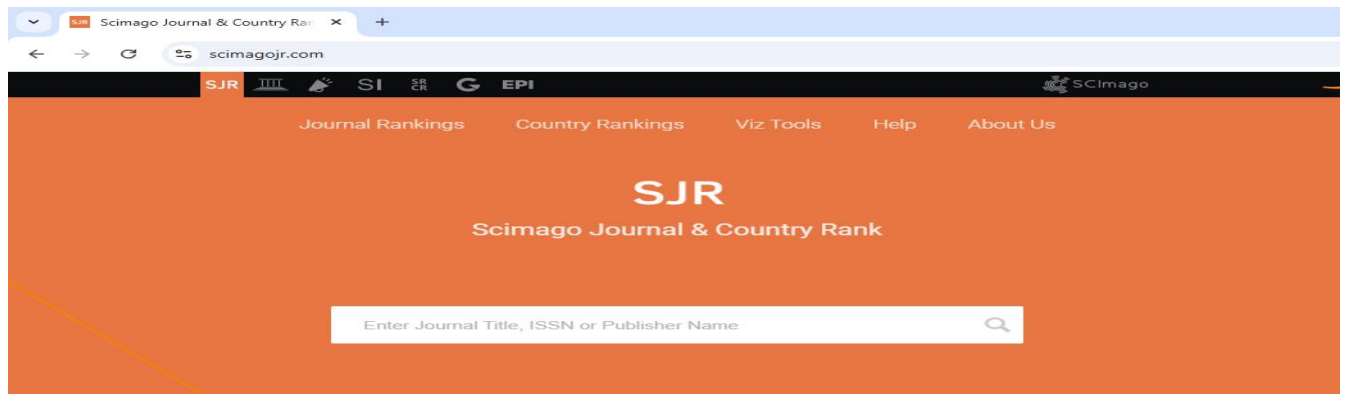 SJR Scimago Journal & Country Ran
scimagojr.com
SJR SI SR CR G EPI SCImago
Journal Rankings Country Rankings Viz Tools Help About Us
SJR
Scimago Journal & Country Rank
Enter Journal Title, ISSN or Publisher Name